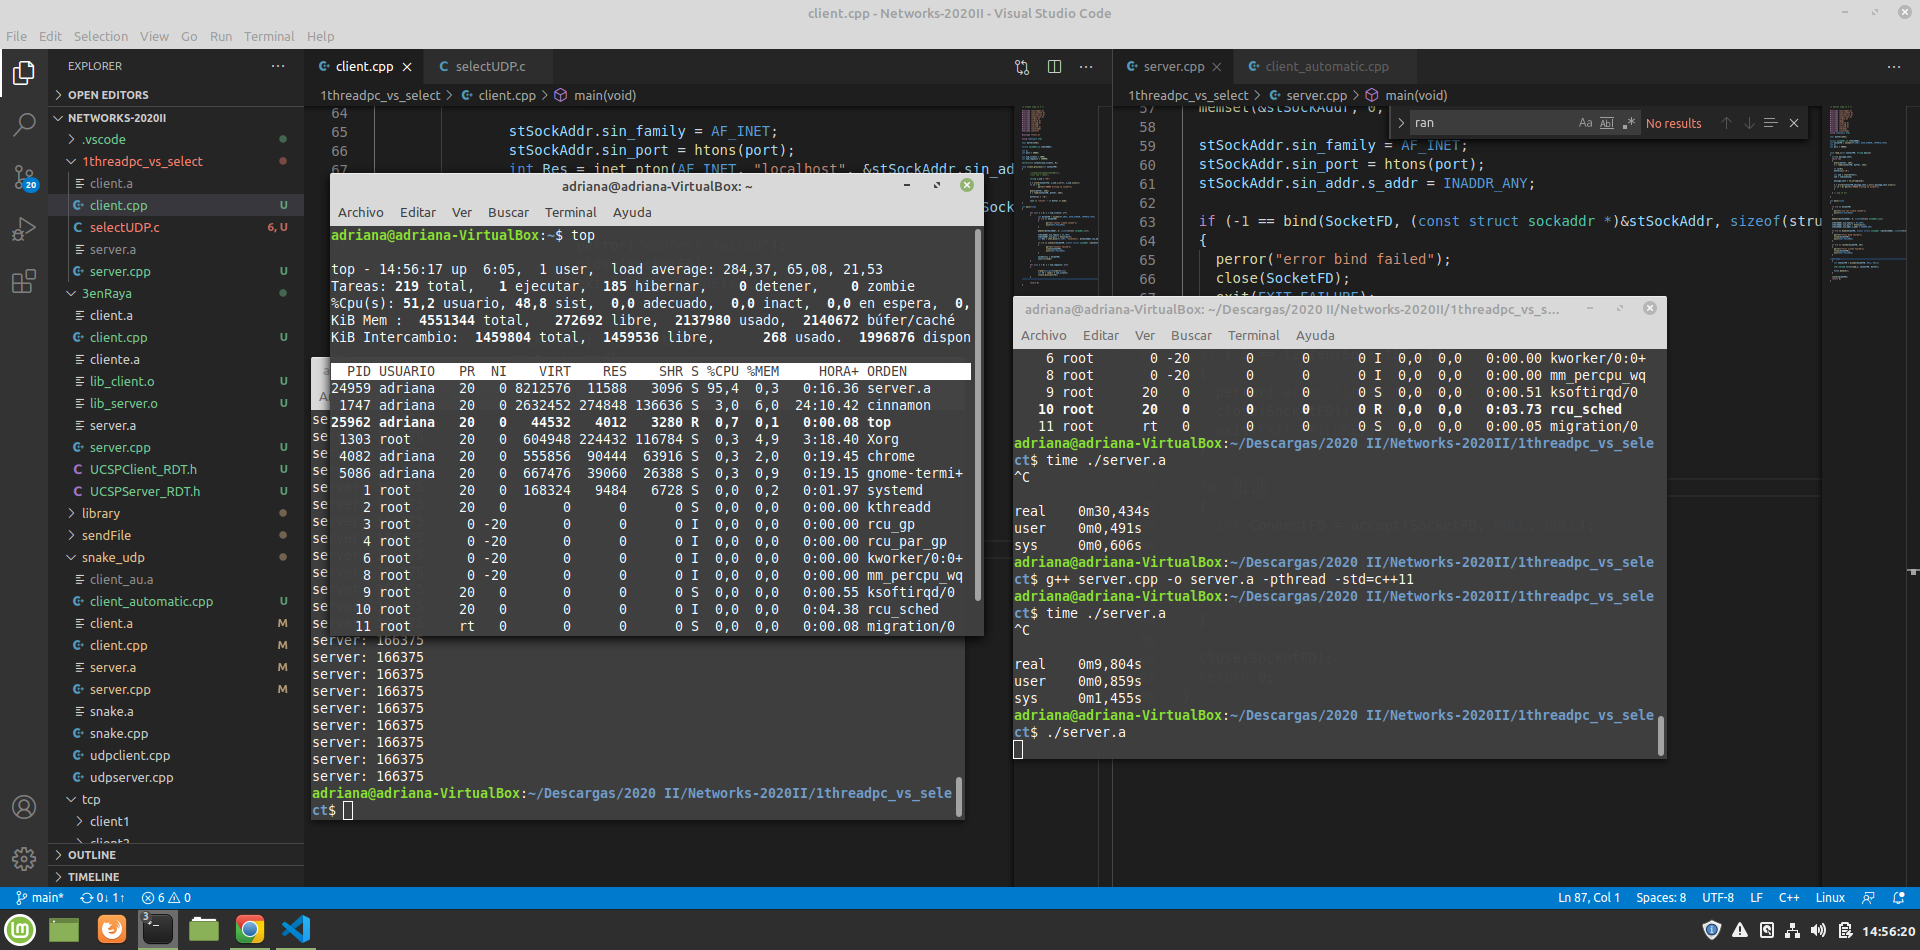 client.cpp - Networks-2020II - Visual Studio Code
File Edit Selection View Go Run Terminal Help
EXPLORER
OPEN EDITORS
NETWORKS-2020II
.vscode
1threadpc_vs_select
client.a
client.cpp U
selectUDP.c 6, U
server.a
server.cpp U
3enRaya
client.a
client.cpp U
cliente.a
lib_client.o U
lib_server.o U
server.a
server.cpp U
UCSPClient_RDT.h U
UCSPServer_RDT.h U
library
sendFile
snake_udp
client_au.a
client_automatic.cpp U
client.a M
client.cpp M
server.a M
server.cpp M
snake.a
snake.cpp
udpclient.cpp
udpserver.cpp
tcp
client1
OUTLINE
TIMELINE
20
client.cpp
selectUDP.c
1threadpc_vs_select > client.cpp > main(void)
64
65 stSockAddr.sin_family = AF_INET;
66 stSockAddr.sin_port = htons(port);
67 int Res = inet_pton(AF_INET, "localhost", &stSockAddr.sin_ad
server.cpp
client_automatic.cpp
1threadpc_vs_select > server.cpp > main(void)
57 memset(&stSockAddr, 0,
58
59 stSockAddr.sin_family = AF_INET;
60 stSockAddr.sin_port = htons(port);
61 stSockAddr.sin_addr.s_addr = INADDR_ANY;
62
63 if (-1 == bind(SocketFD, (const struct sockaddr *)&stSockAddr, sizeof(stru
64 {
65 perror("error bind failed");
66 close(SocketFD);
67 exit(EXIT_FAILURE);
ran Aa Abl .* No results
adriana@adriana-VirtualBox: ~
Archivo Editar Ver Buscar Terminal Ayuda
adriana@adriana-VirtualBox:~$ top
top - 14:56:17 up 6:05, 1 user, load average: 284,37, 65,08, 21,53
Tareas: 219 total, 1 ejecutar, 185 hibernar, 0 detener, 0 zombie
%Cpu(s): 51,2 usuario, 48,8 sist, 0,0 adecuado, 0,0 inact, 0,0 en espera, 0,
KiB Mem : 4551344 total, 272692 libre, 2137980 usado, 2140672 búfer/caché
KiB Intercambio: 1459804 total, 1459536 libre, 268 usado. 1996876 dispon
PID USUARIO PR NI VIRT RES SHR S %CPU %MEM HORA+ ORDEN
24959 adriana 20 0 8212576 11588 3096 S 95,4 0,3 0:16.36 server.a
1747 adriana 20 0 2632452 274848 136636 S 3,0 6,0 24:10.42 cinnamon
25962 adriana 20 0 44532 4012 3280 R 0,7 0,1 0:00.08 top
1303 root 20 0 604948 224432 116784 S 0,3 4,9 3:18.40 Xorg
4082 adriana 20 0 555856 90444 63916 S 0,3 2,0 0:19.45 chrome
5086 adriana 20 0 667476 39060 26388 S 0,3 0,9 0:19.15 gnome-termi+
1 root 20 0 168324 9484 6728 S 0,0 0,2 0:01.97 systemd
2 root 20 0 0 0 0 S 0,0 0,0 0:00.00 kthreadd
3 root 0 -20 0 0 0 I 0,0 0,0 0:00.00 rcu_gp
4 root 0 -20 0 0 0 I 0,0 0,0 0:00.00 rcu_par_gp
6 root 0 -20 0 0 0 I 0,0 0,0 0:00.00 kworker/0:0+
8 root 0 -20 0 0 0 I 0,0 0,0 0:00.00 mm_percpu_wq
9 root 20 0 0 0 0 S 0,0 0,0 0:00.55 ksoftirqd/0
10 root 20 0 0 0 0 I 0,0 0,0 0:04.38 rcu_sched
11 root rt 0 0 0 0 S 0,0 0,0 0:00.08 migration/0
server: 166375
server: 166375
server: 166375
server: 166375
server: 166375
server: 166375
server: 166375
server: 166375
server: 166375
adriana@adriana-VirtualBox:~/Descargas/2020 II/Networks-2020II/1threadpc_vs_sele
ct$
adriana@adriana-VirtualBox: ~/Descargas/2020 II/Networks-2020II/1threadpc_vs_s...
Archivo Editar Ver Buscar Terminal Ayuda
6 root 0 -20 0 0 0 I 0,0 0,0 0:00.00 kworker/0:0+
8 root 0 -20 0 0 0 I 0,0 0,0 0:00.00 mm_percpu_wq
9 root 20 0 0 0 0 S 0,0 0,0 0:00.51 ksoftirqd/0
10 root 20 0 0 0 0 R 0,0 0,0 0:03.73 rcu_sched
11 root rt 0 0 0 0 S 0,0 0,0 0:00.05 migration/0
adriana@adriana-VirtualBox:~/Descargas/2020 II/Networks-2020II/1threadpc_vs_sele
ct$ time ./server.a
^C
real 0m30,434s
user 0m0,491s
sys 0m0,606s
adriana@adriana-VirtualBox:~/Descargas/2020 II/Networks-2020II/1threadpc_vs_sele
ct$ g++ server.cpp -o server.a -pthread -std=c++11
adriana@adriana-VirtualBox:~/Descargas/2020 II/Networks-2020II/1threadpc_vs_sele
ct$ time ./server.a
^C
real 0m9,804s
user 0m0,859s
sys 0m1,455s
adriana@adriana-VirtualBox:~/Descargas/2020 II/Networks-2020II/1threadpc_vs_sele
ct$ ./server.a
main* 0↓ 1↑ 6 0
Ln 87, Col 1 Spaces: 8 UTF-8 LF C++ Linux
3
14:56:20